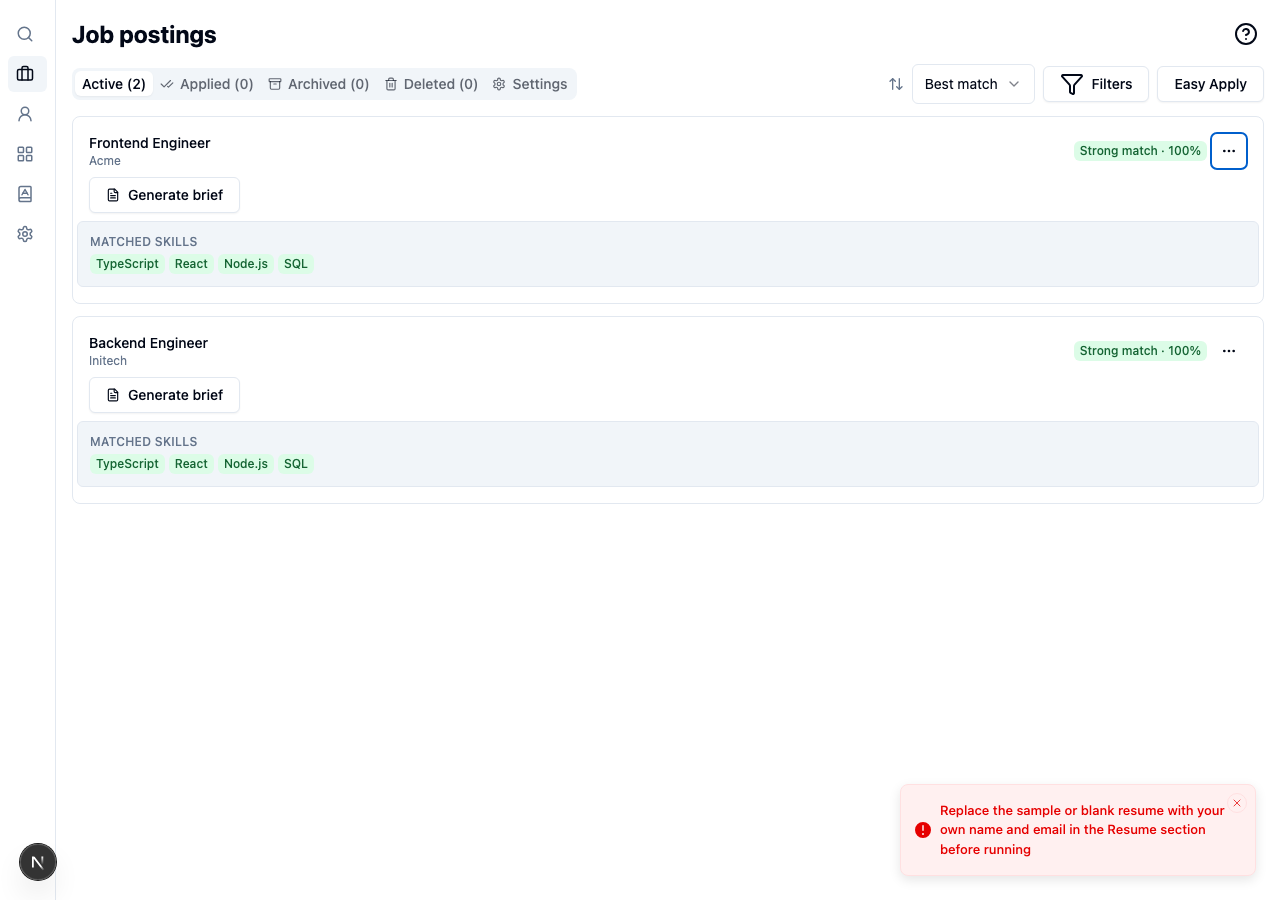 Job postings
Active (2) Applied (0) Archived (0) Deleted (0) Settings
Best match Filters Easy Apply
Frontend Engineer
Acme
Strong match · 100%
Generate brief
MATCHED SKILLS
TypeScript React Node.js SQL
Backend Engineer
Initech
Strong match · 100%
Generate brief
MATCHED SKILLS
TypeScript React Node.js SQL
Replace the sample or blank resume with your
own name and email in the Resume section
before running
N